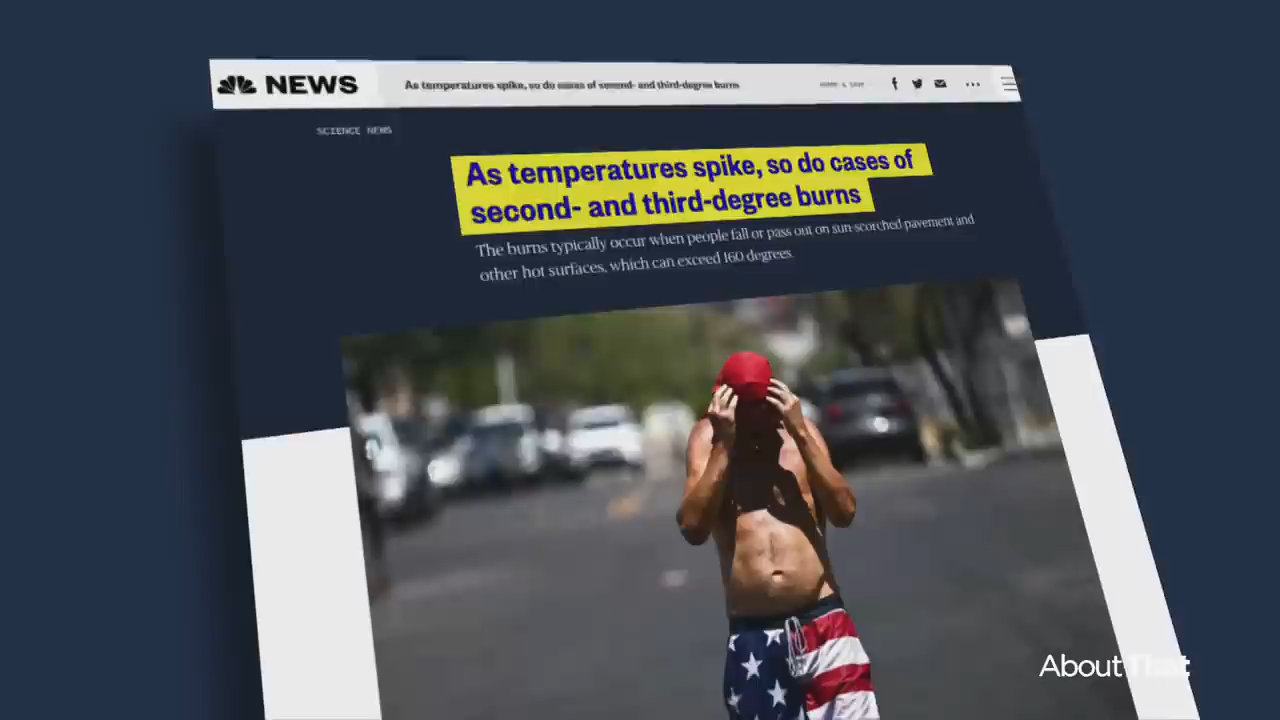 NEWS
As temperatures spike, so do cases of second- and third-degree burns
SCIENCE NEWS
As temperatures spike, so do cases of
second- and third-degree burns
The burns typically occur when people fall or pass out on sun-scorched pavement and
other hot surfaces, which can exceed 160 degrees.
About That